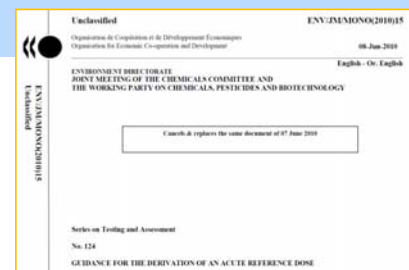 Unclassified ENV/JM/MONO(2010)15
Organisation de Coopération et de Développement Économiques
Organisation for Economic Co-operation and Development 08-Jun-2010
English - Or. English
ENVIRONMENT DIRECTORATE
JOINT MEETING OF THE CHEMICALS COMMITTEE AND
THE WORKING PARTY ON CHEMICALS, PESTICIDES AND BIOTECHNOLOGY
ENV/JM/MONO(2010)15
Unclassified
Cancels & replaces the same document of 07 June 2010
Series on Testing and Assessment
No. 124
GUIDANCE FOR THE DERIVATION OF AN ACUTE REFERENCE DOSE